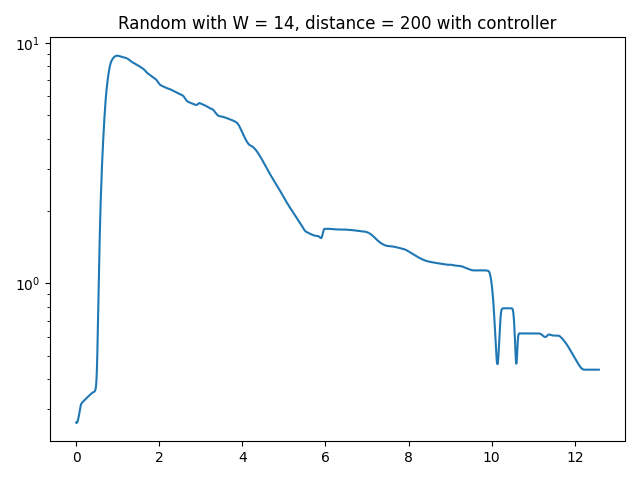 Random with W = 14, distance = 200 with controller
10¹
10⁰
0 2 4 6 8 10 12